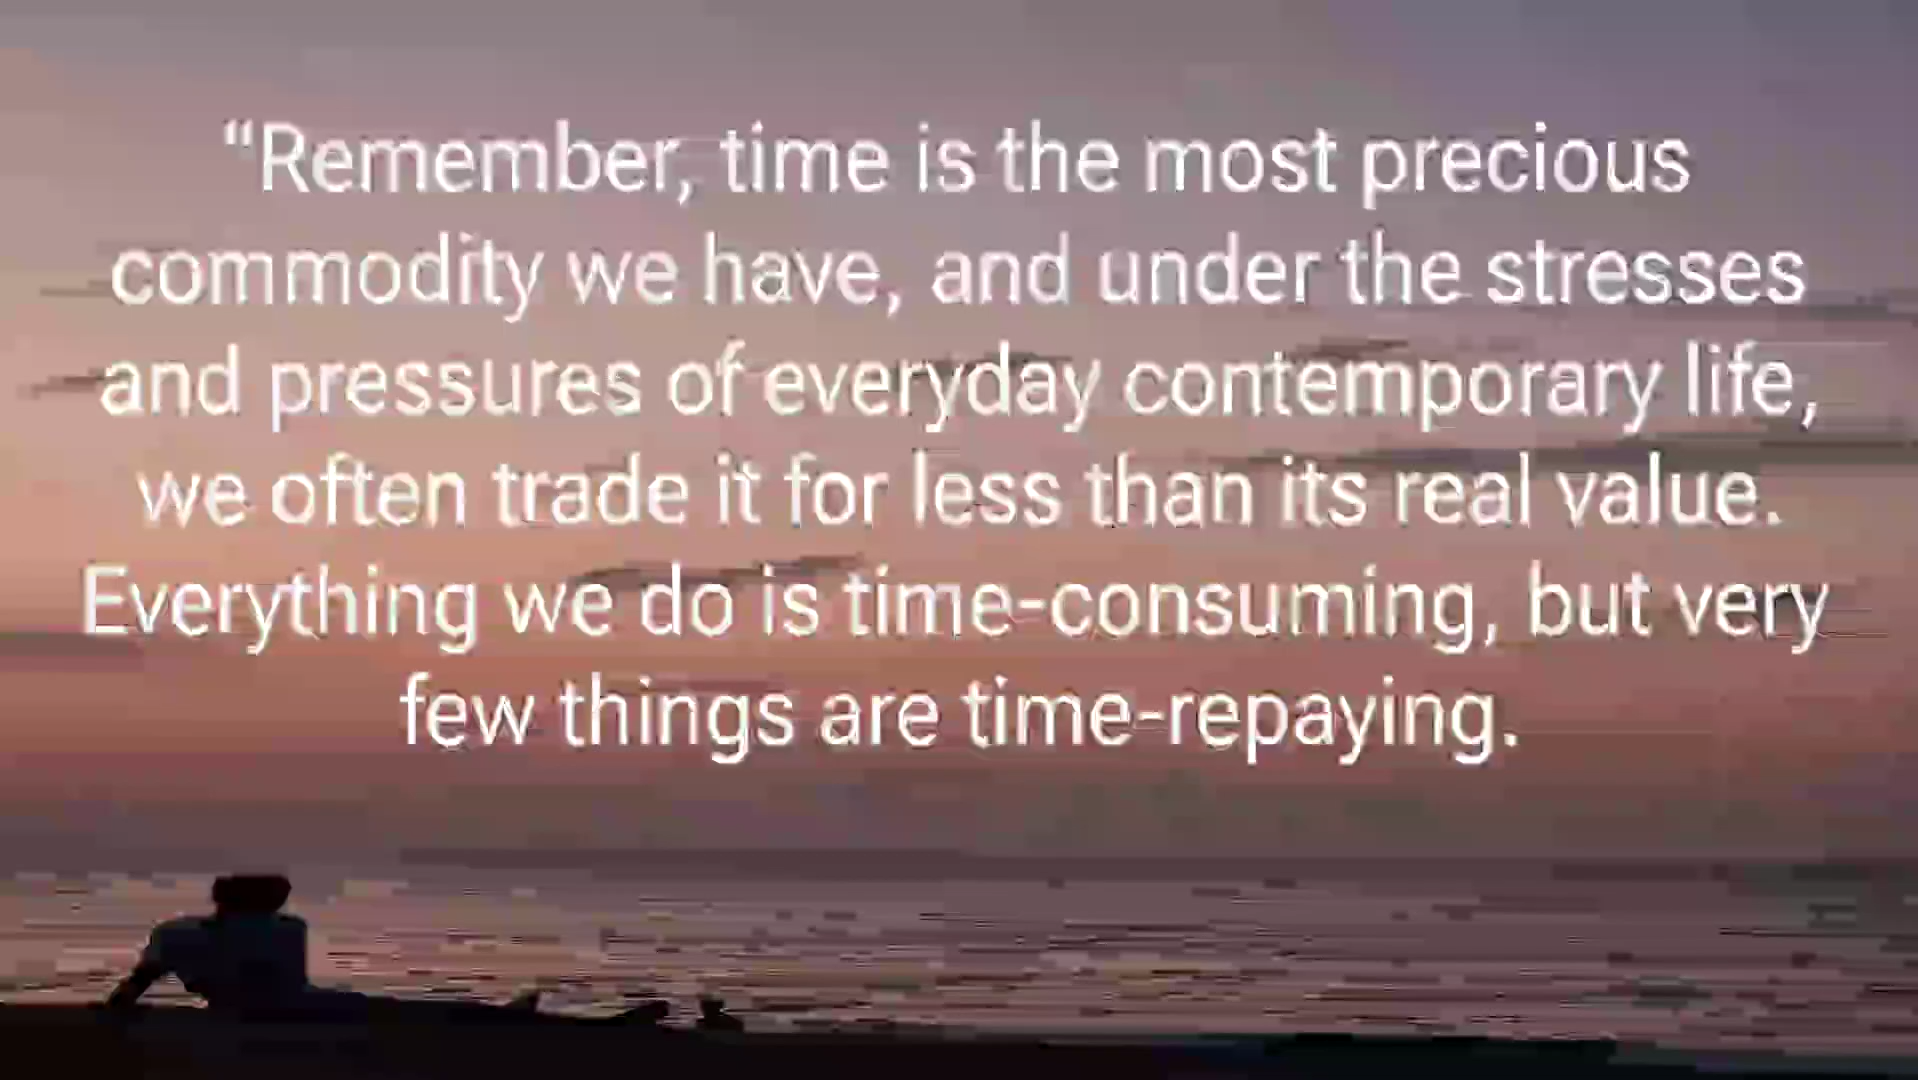 “Remember, time is the most precious
commodity we have, and under the stresses
and pressures of everyday contemporary life,
we often trade it for less than its real value.
Everything we do is time-consuming, but very
few things are time-repaying.